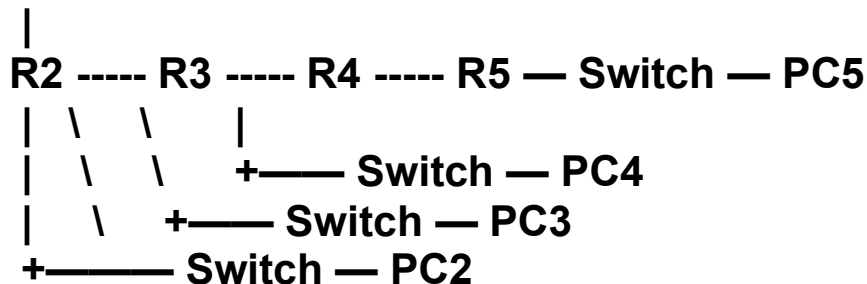 |
R2 ----- R3 ----- R4 ----- R5 — Switch — PC5
| \ \ |
| \ \ +—— Switch — PC4
| \ +—— Switch — PC3
+——— Switch — PC2